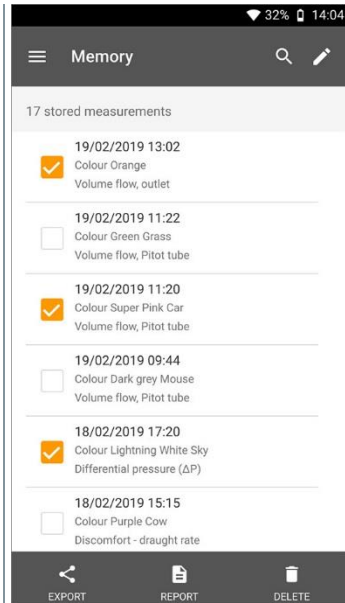 32% 14:04
Memory
17 stored measurements
19/02/2019 13:02
Colour Orange
Volume flow, outlet
19/02/2019 11:22
Colour Green Grass
Volume flow, Pitot tube
19/02/2019 11:20
Colour Super Pink Car
Volume flow, Pitot tube
19/02/2019 09:44
Colour Dark grey Mouse
Volume flow, Pitot tube
18/02/2019 17:20
Colour Lightning White Sky
Differential pressure (ΔP)
18/02/2019 15:15
Colour Purple Cow
Discomfort - draught rate
EXPORT REPORT DELETE